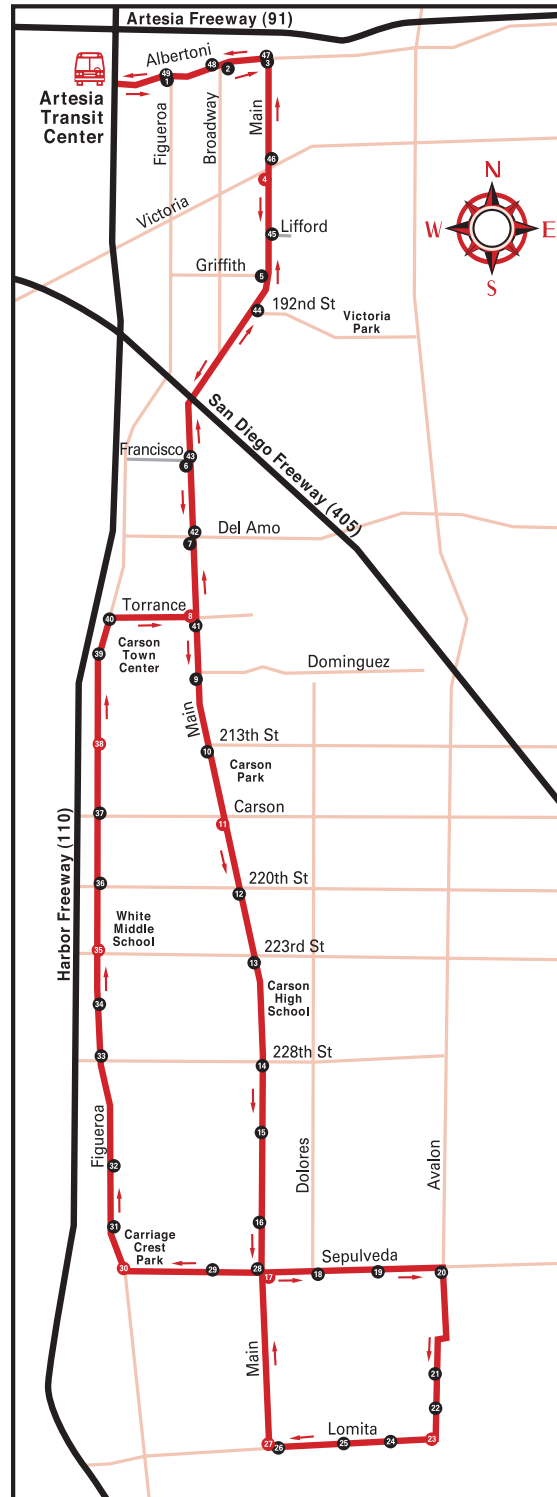 Artesia Freeway (91)
Albertoni
47
3
48
2
49
1
Artesia
Transit
Center
Figueroa
Broadway
Main
46
4
Victoria
N
W
E
S
45
Lifford
Griffith
5
44
192nd St
Victoria
Park
San Diego Freeway (405)
Francisco
43
6
42
7
Del Amo
Torrance
8
40
41
Carson
Town
Center
39
Dominguez
9
Main
38
10
213th St
Carson
Park
37
Carson
11
Harbor Freeway (110)
36
220th St
12
White
Middle
School
35
223rd St
13
Carson
High
School
34
33
228th St
14
Figueroa
15
32
Dolores
Avalon
31
16
Carriage
Crest
Park
30
29
28
17
Sepulveda
18
19
20
Main
21
22
Lomita
27
26
25
24
23